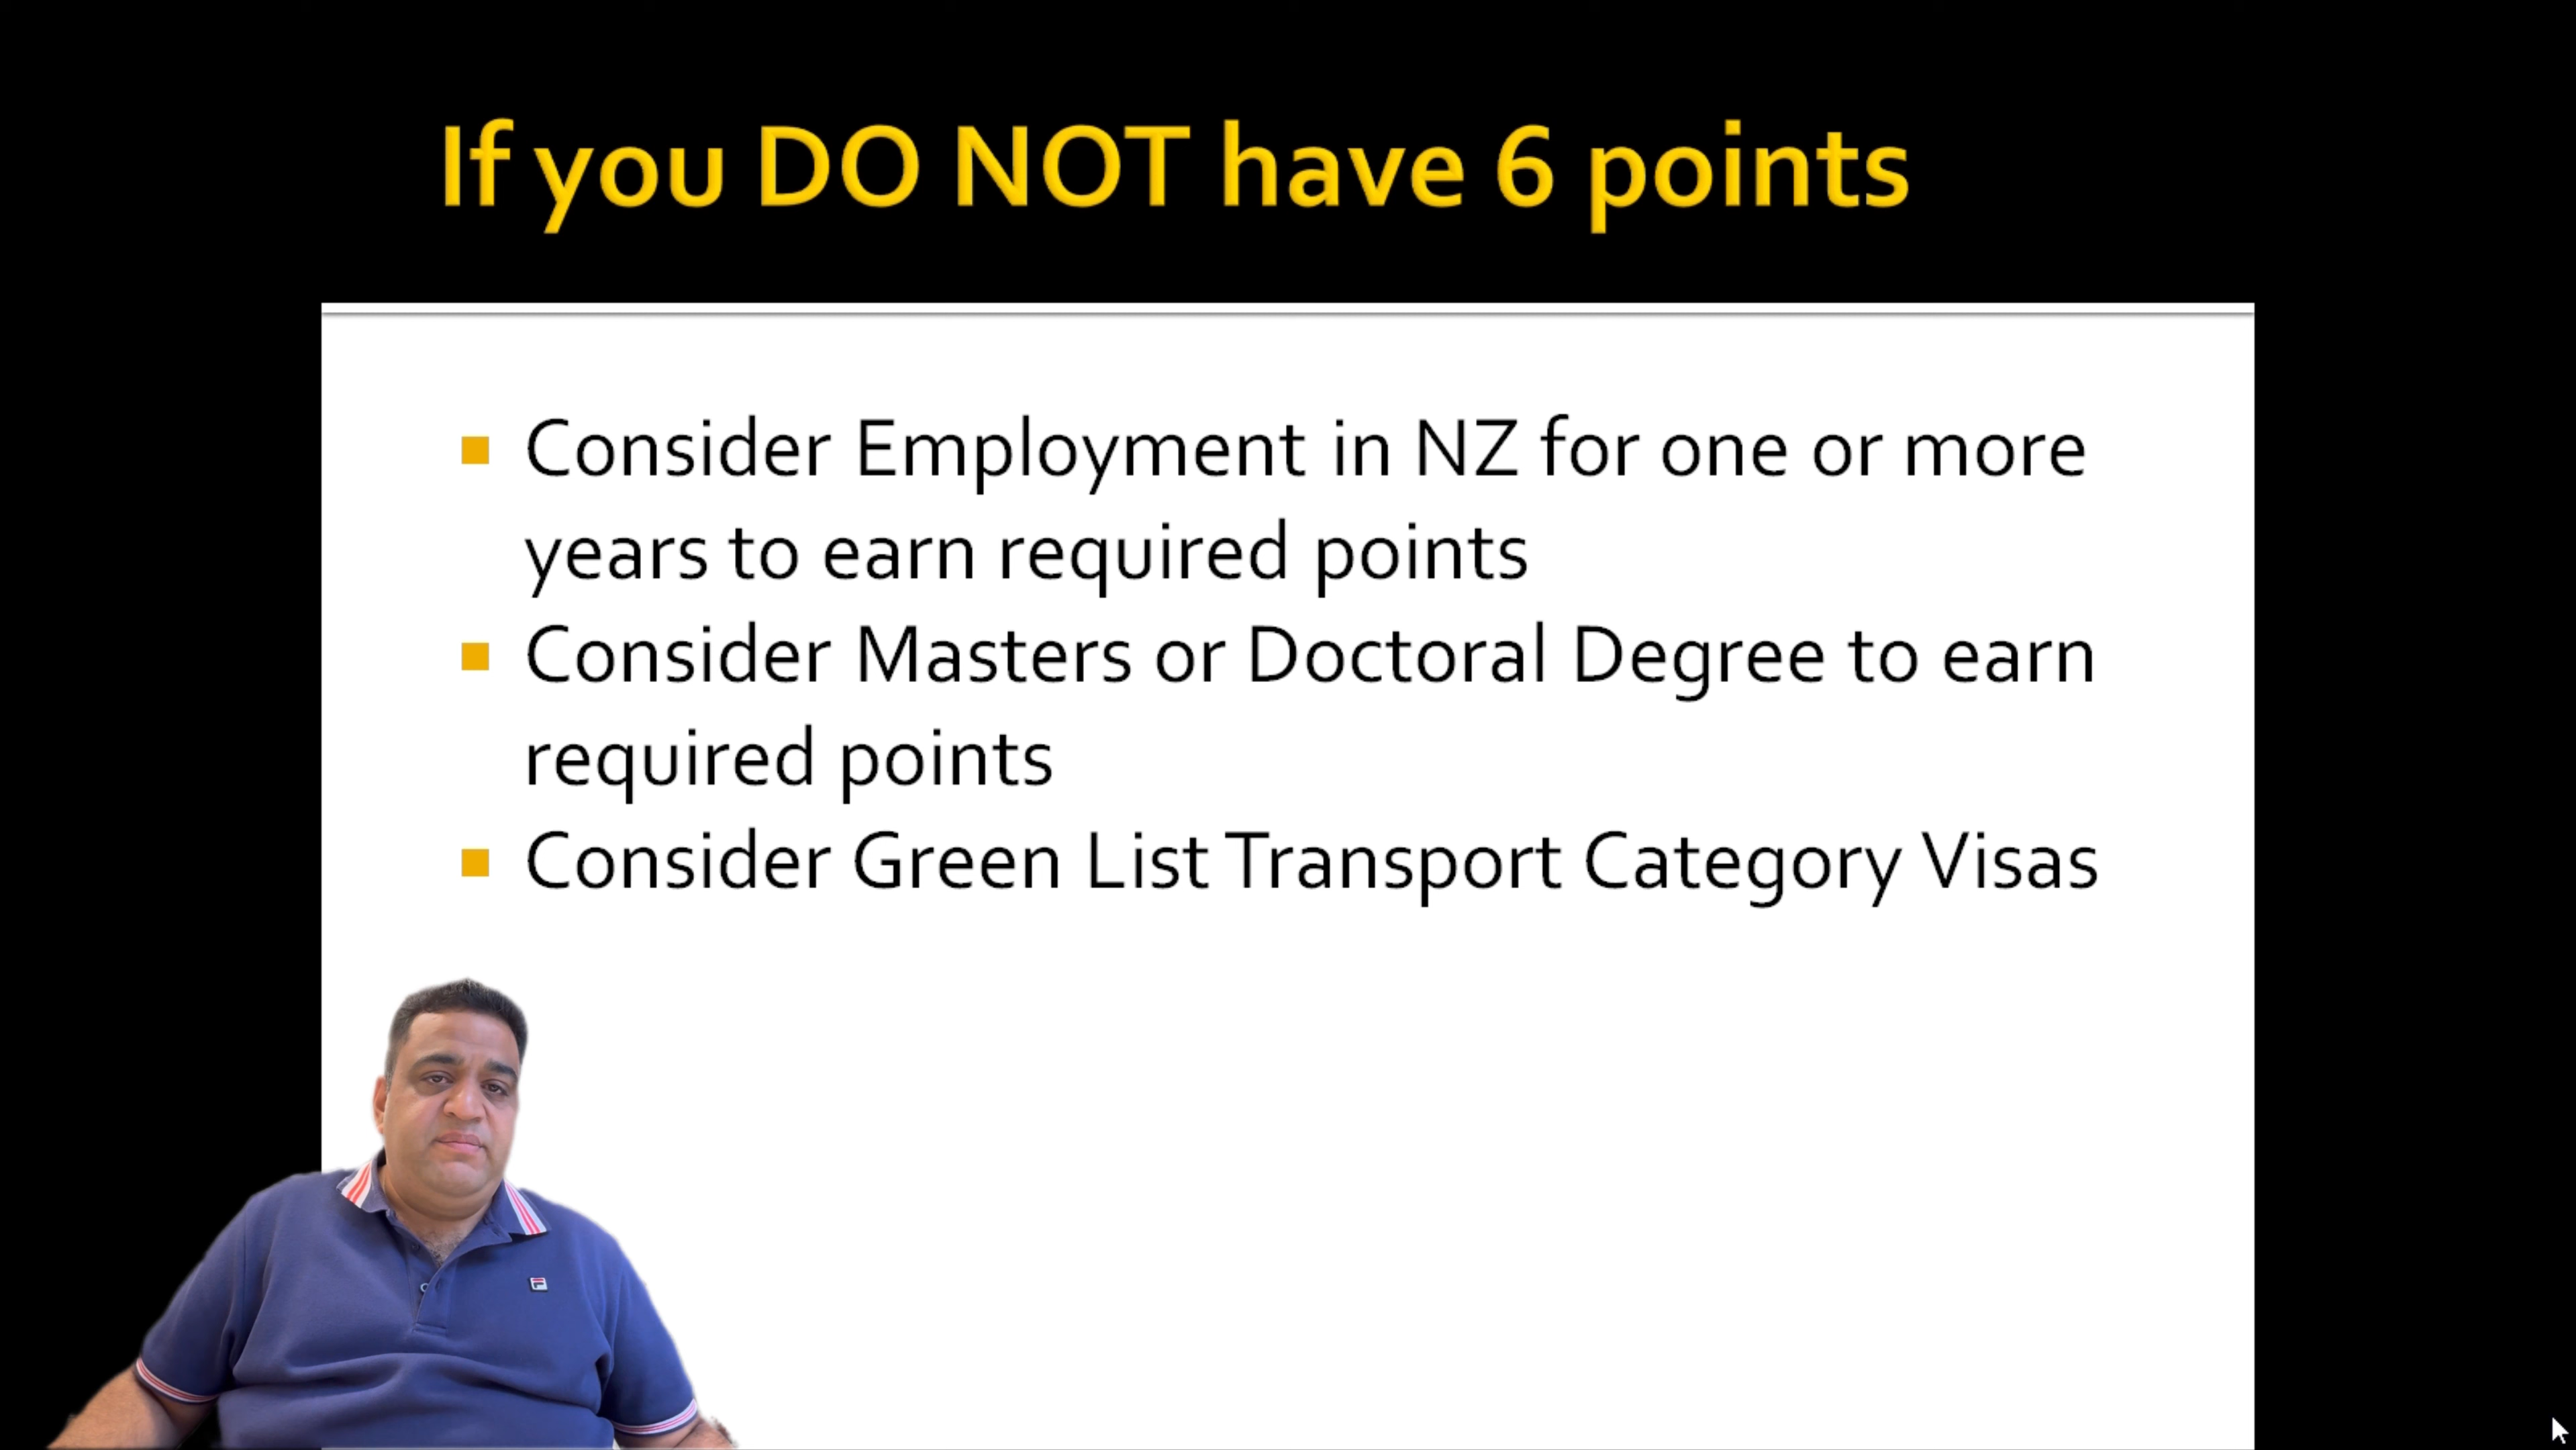 If you DO NOT have 6 points
Consider Employment in NZ for one or more
years to earn required points
Consider Masters or Doctoral Degree to earn
required points
Consider Green List Transport Category Visas